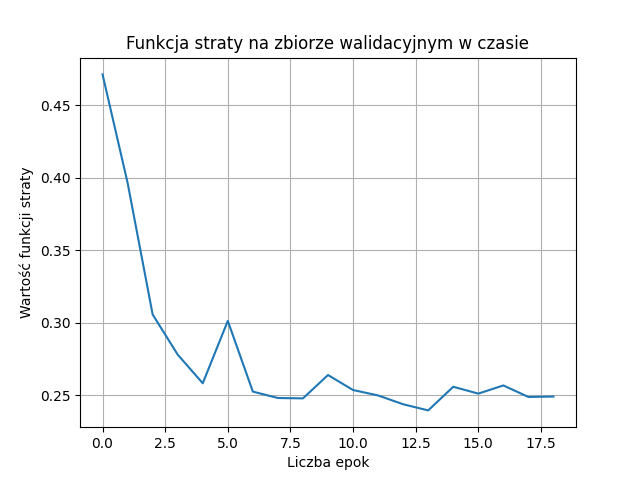 Funkcja straty na zbiorze walidacyjnym w czasie
Wartość funkcji straty
0.45
0.40
0.35
0.30
0.25
0.0 2.5 5.0 7.5 10.0 12.5 15.0 17.5
Liczba epok